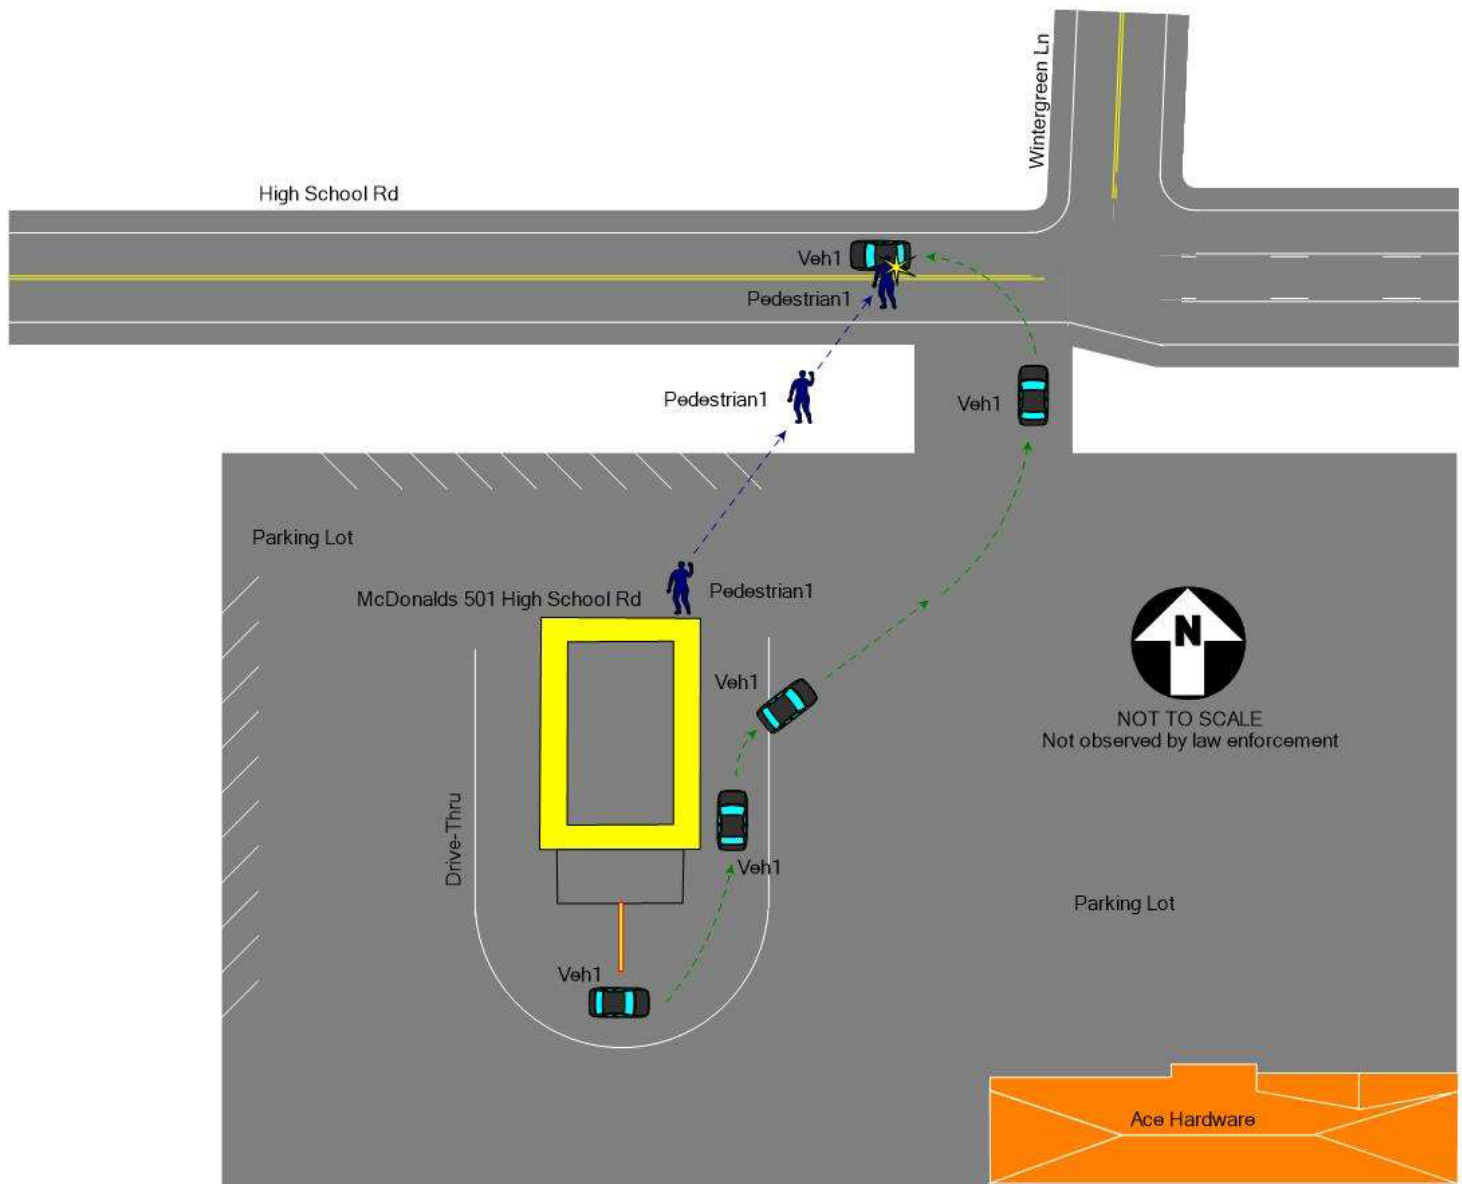 Wintergreen Ln
High School Rd
Veh1
Pedestrian1
Pedestrian1
Veh1
Parking Lot
McDonalds 501 High School Rd
Pedestrian1
N
Veh1
NOT TO SCALE
Not observed by law enforcement
Drive-Thru
Veh1
Parking Lot
Veh1
Ace Hardware